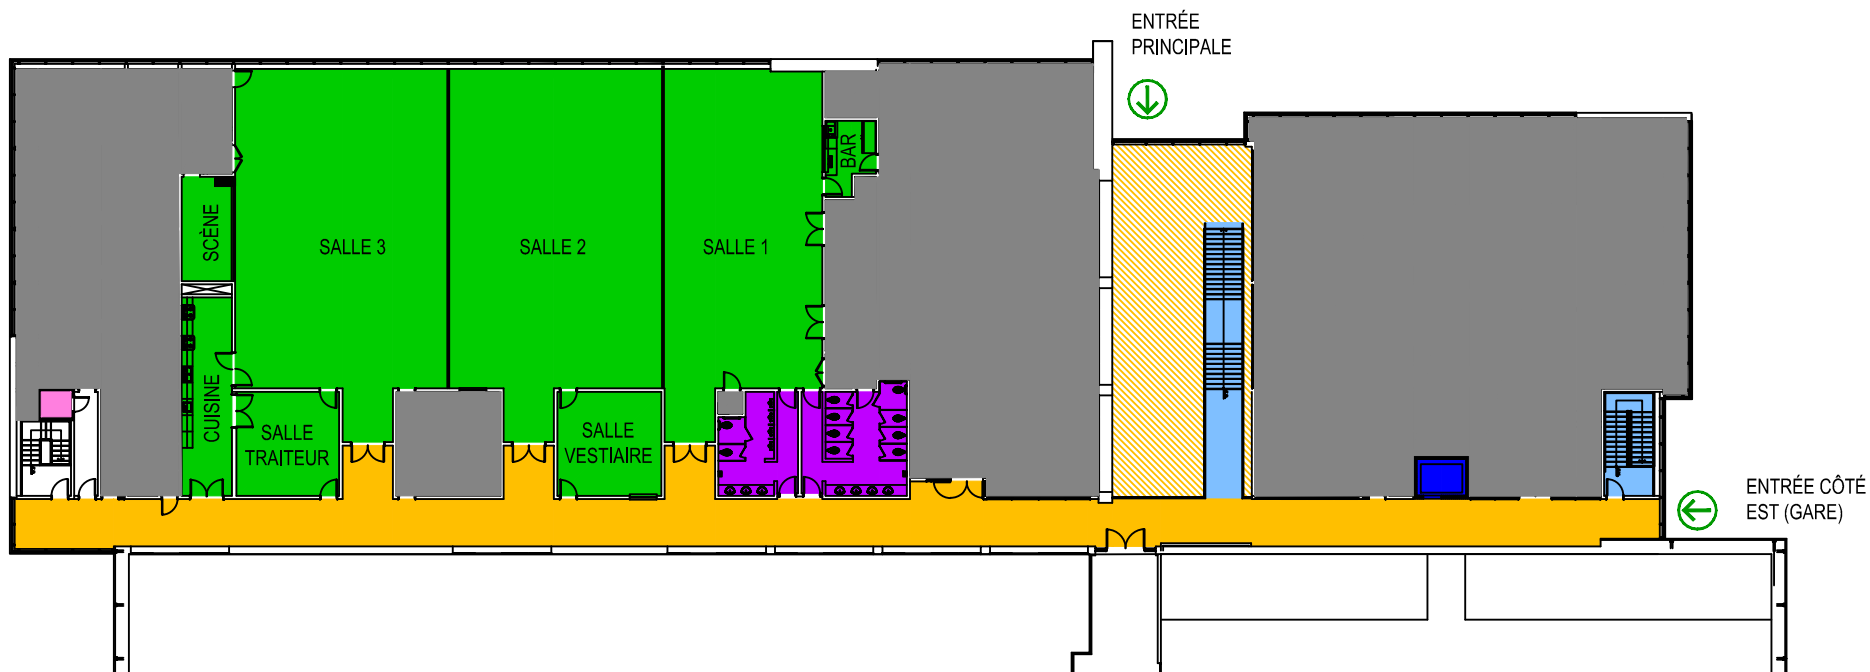 ENTRÉE
PRINCIPALE
BAR
SCÈNE
SALLE 3
SALLE 2
SALLE 1
CUISINE
SALLE
TRAITEUR
SALLE
VESTIAIRE
ENTRÉE CÔTÉ
EST (GARE)